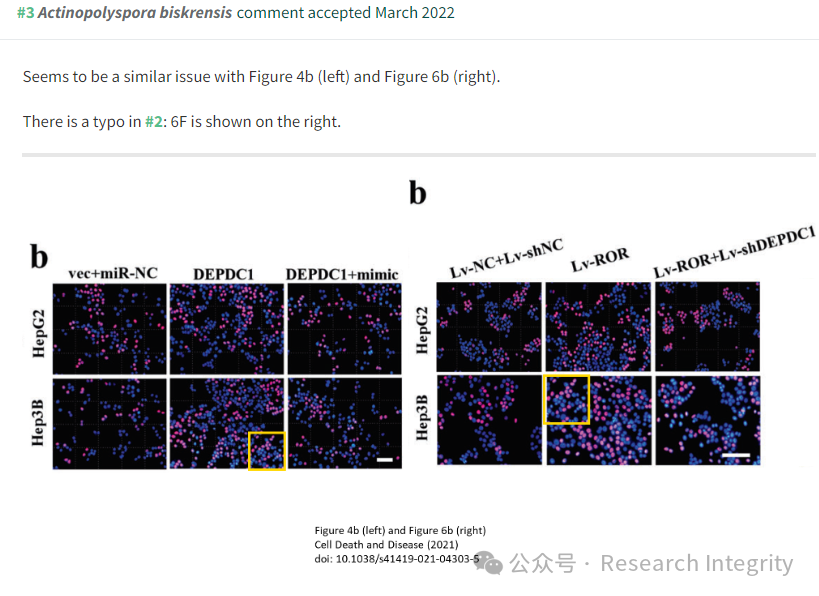 #3 Actinopolyspora biskrensis comment accepted March 2022
Seems to be a similar issue with Figure 4b (left) and Figure 6b (right).
There is a typo in #2: 6F is shown on the right.
b
vec+miR-NC DEPDC1 DEPDC1+mimic
HepG2
Hep3B
b
Lv-NC+Lv-shNC Lv-ROR Lv-ROR+Lv-shDEPDC1
HepG2
Hep3B
Figure 4b (left) and Figure 6b (right)
Cell Death and Disease (2021)
doi: 10.1038/s41419-021-04303-5
公众号 · Research Integrity